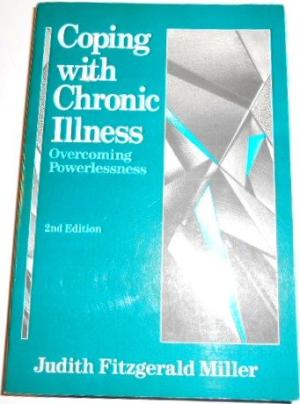 Coping
with
Chronic
Illness
Overcoming
Powerlessness
2nd Edition
Judith Fitzgerald Miller